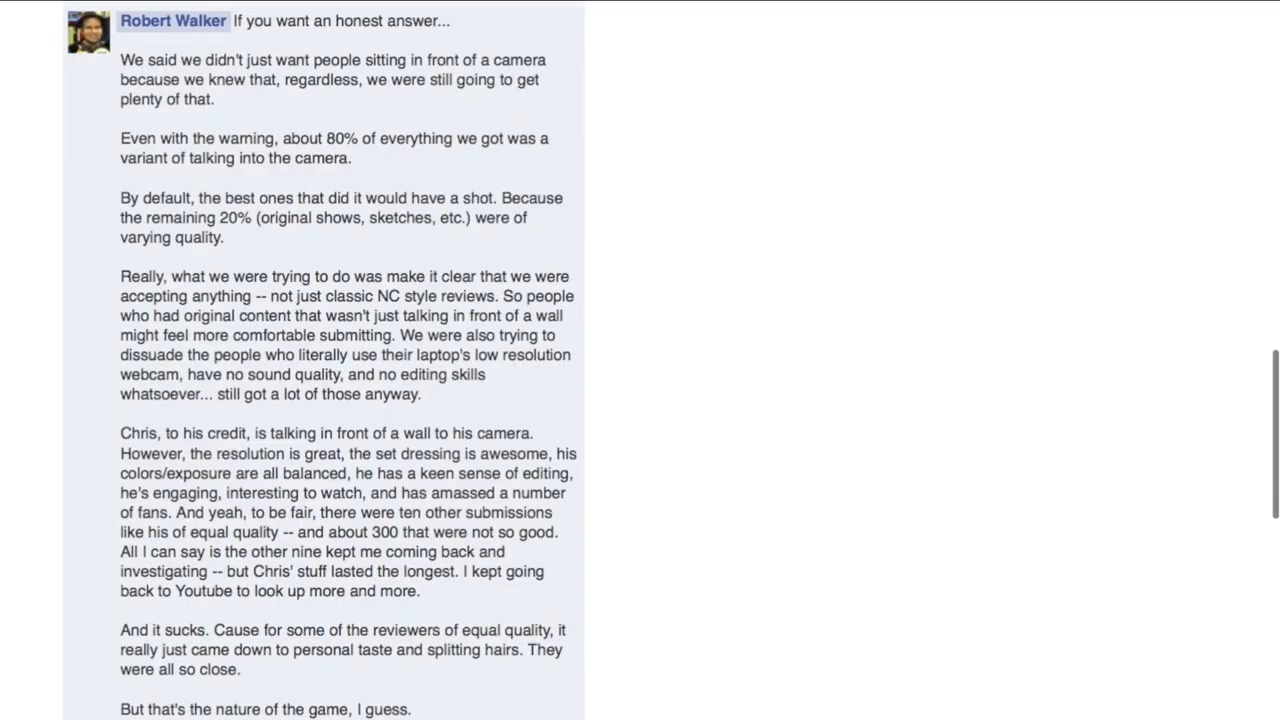 Robert Walker If you want an honest answer...
We said we didn't just want people sitting in front of a camera
because we knew that, regardless, we were still going to get
plenty of that.
Even with the warning, about 80% of everything we got was a
variant of talking into the camera.
By default, the best ones that did it would have a shot. Because
the remaining 20% (original shows, sketches, etc.) were of
varying quality.
Really, what we were trying to do was make it clear that we were
accepting anything -- not just classic NC style reviews. So people
who had original content that wasn't just talking in front of a wall
might feel more comfortable submitting. We were also trying to
dissuade the people who literally use their laptop's low resolution
webcam, have no sound quality, and no editing skills
whatsoever... still got a lot of those anyway.
Chris, to his credit, is talking in front of a wall to his camera.
However, the resolution is great, the set dressing is awesome, his
colors/exposure are all balanced, he has a keen sense of editing,
he's engaging, interesting to watch, and has amassed a number
of fans. And yeah, to be fair, there were ten other submissions
like his of equal quality -- and about 300 that were not so good.
All I can say is the other nine kept me coming back and
investigating -- but Chris' stuff lasted the longest. I kept going
back to Youtube to look up more and more.
And it sucks. Cause for some of the reviewers of equal quality, it
really just came down to personal taste and splitting hairs. They
were all so close.
But that's the nature of the game, I guess.